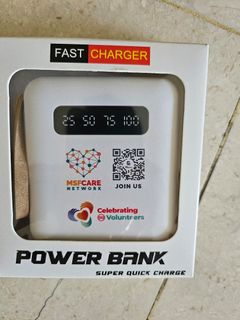 FAST CHARGER
25 50 75 100
MSFCARE
NETWORK
JOIN US
Celebrating
Volunteers
POWER BANK
SUPER QUICK CHARGE